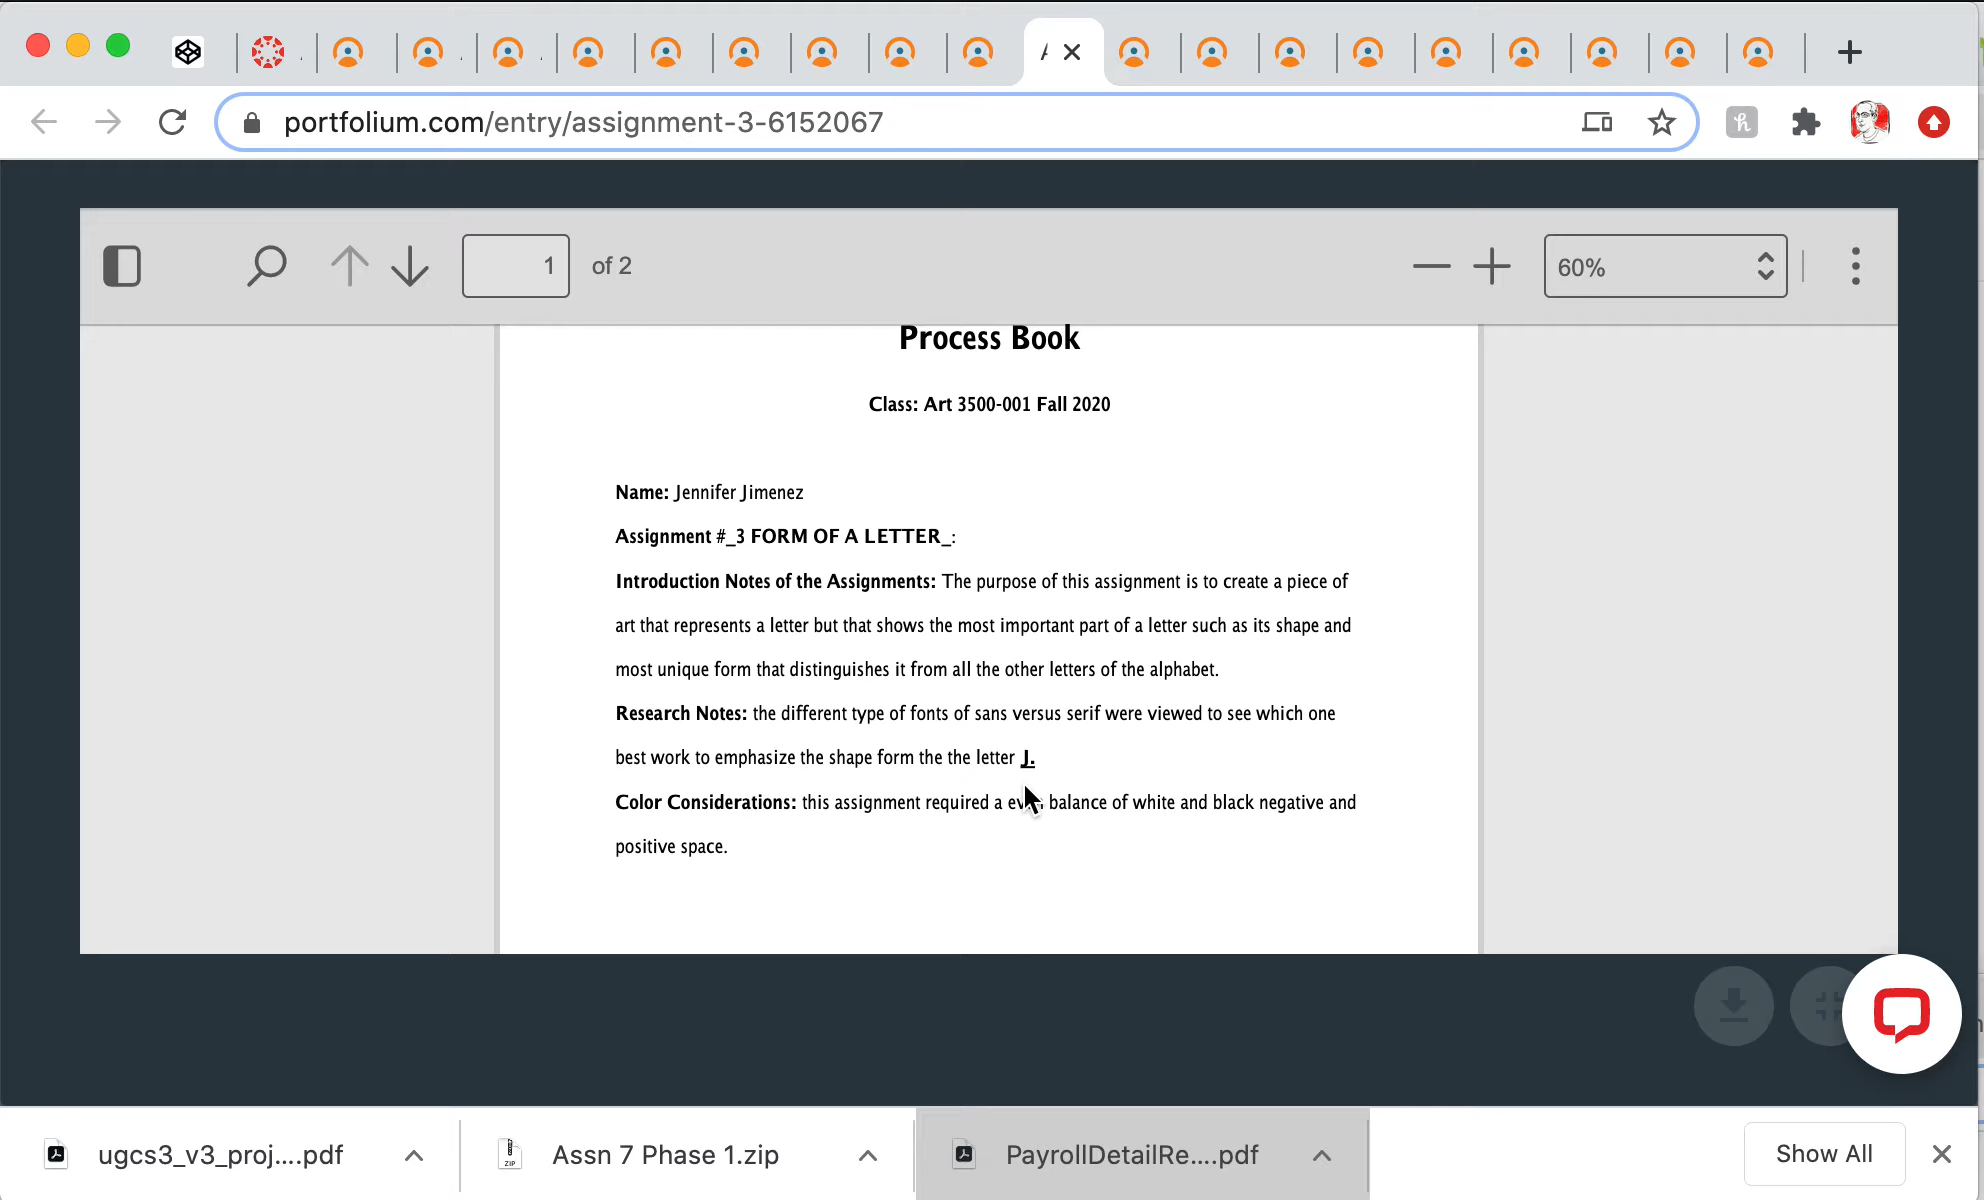 portfolium.com/entry/assignment-3-6152067
1 of 2
60%
Process Book
Class: Art 3500-001 Fall 2020
Name: Jennifer Jimenez
Assignment #_3 FORM OF A LETTER_:
Introduction Notes of the Assignments: The purpose of this assignment is to create a piece of
art that represents a letter but that shows the most important part of a letter such as its shape and
most unique form that distinguishes it from all the other letters of the alphabet.
Research Notes: the different type of fonts of sans versus serif were viewed to see which one
best work to emphasize the shape form the the letter J.
Color Considerations: this assignment required a even balance of white and black negative and
positive space.
ugcs3_v3_proj....pdf
ZIP
Assn 7 Phase 1.zip
PayrollDetailRe....pdf
Show All